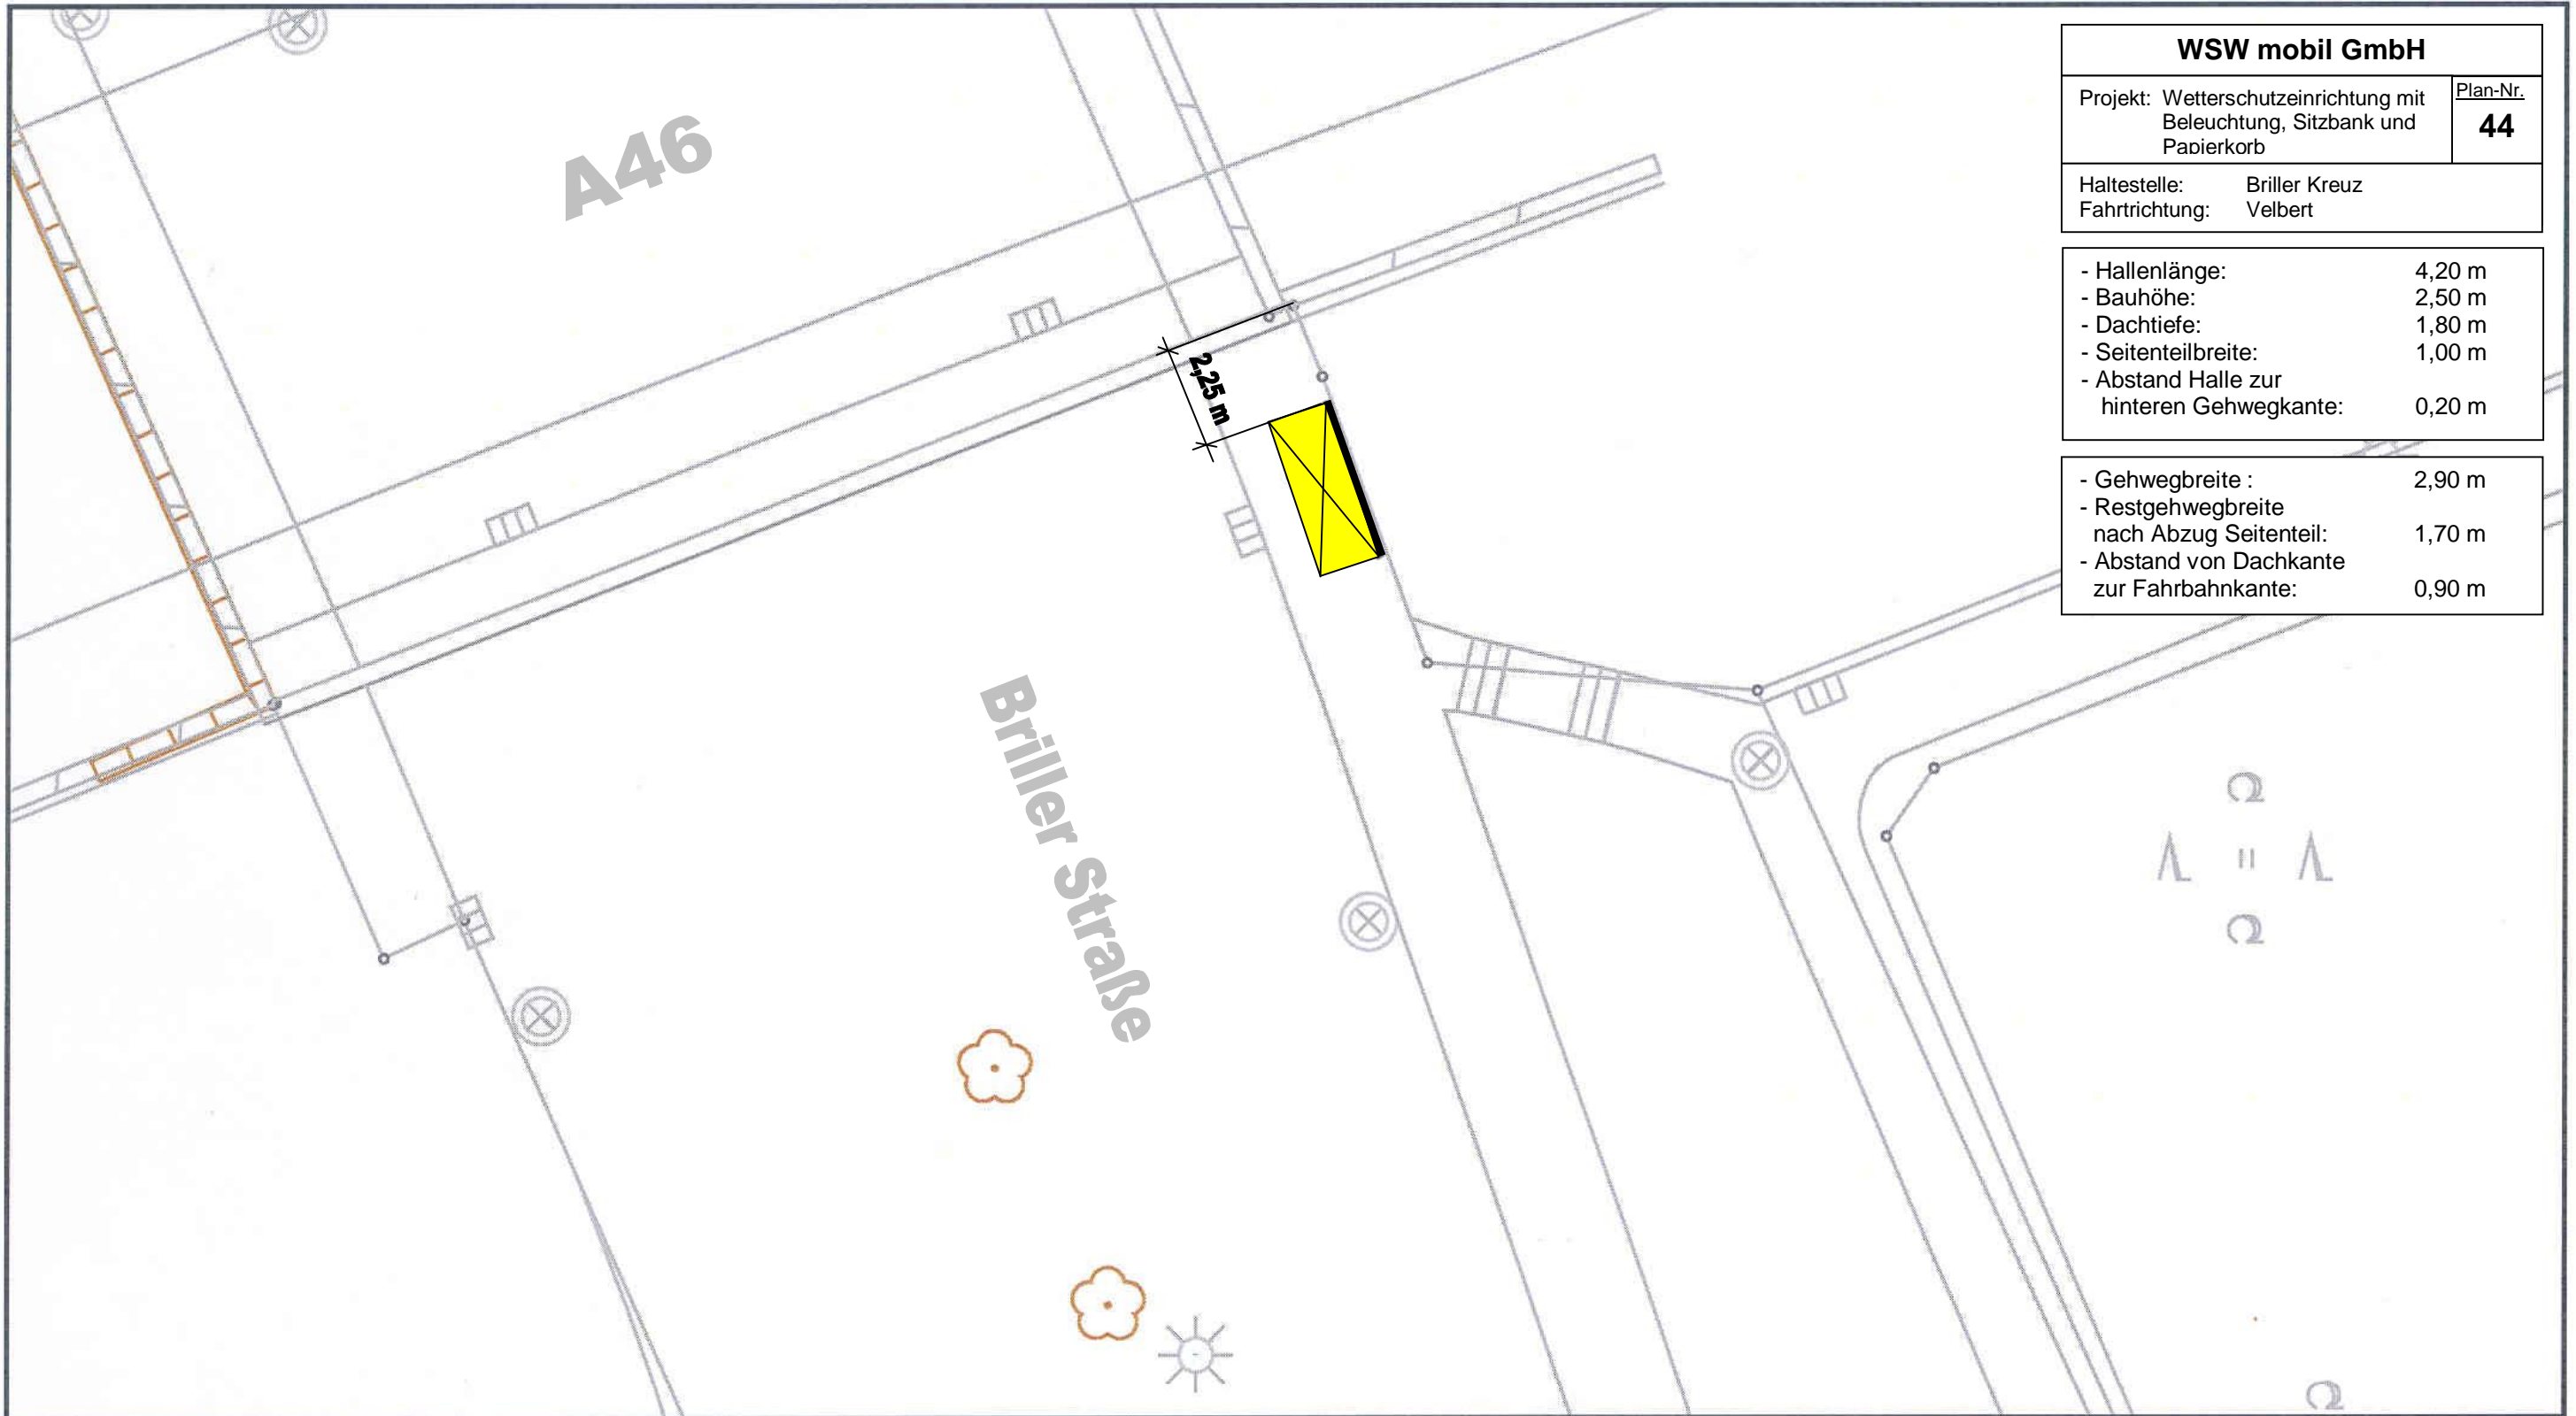 WSW mobil GmbH
Projekt: Wetterschutzeinrichtung mit
Beleuchtung, Sitzbank und
Papierkorb
Plan-Nr.
44
Haltestelle: Briller Kreuz
Fahrtrichtung: Velbert
- Hallenlänge: 4,20 m
- Bauhöhe: 2,50 m
- Dachtiefe: 1,80 m
- Seitenteilbreite: 1,00 m
- Abstand Halle zur
hinteren Gehwegkante: 0,20 m
- Gehwegbreite : 2,90 m
- Restgehwegbreite
nach Abzug Seitenteil: 1,70 m
- Abstand von Dachkante
zur Fahrbahnkante: 0,90 m
A46
2,25 m
Briller Straße